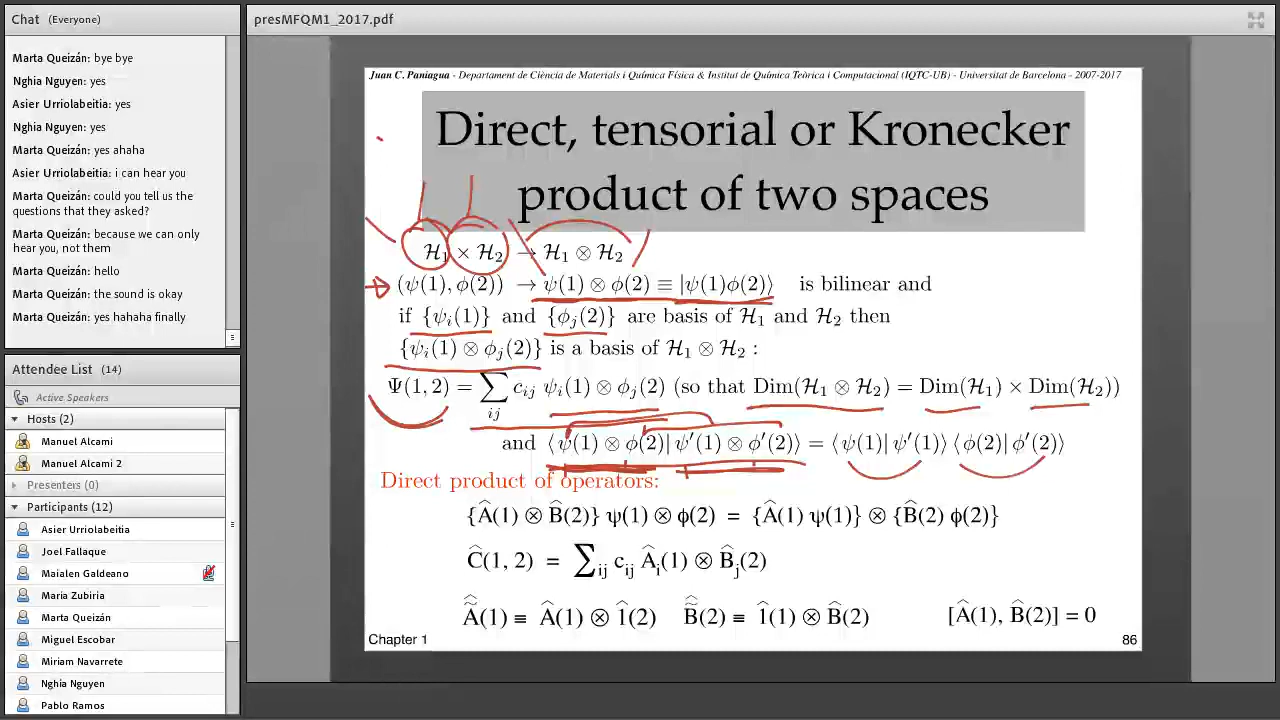 Chat (Everyone)
Marta Queizán: bye bye
Nghia Nguyen: yes
Asier Urriolabeitia: yes
Nghia Nguyen: yes
Marta Queizán: yes ahaha
Asier Urriolabeitia: i can hear you
Marta Queizán: could you tell us the
questions that they asked?
Marta Queizán: because we can only
hear you, not them
Marta Queizán: hello
Marta Queizán: the sound is okay
Marta Queizán: yes hahaha finally
Attendee List (14)
Active Speakers
Hosts (2)
Manuel Alcamí
Manuel Alcamí 2
Presenters (0)
Participants (12)
Asier Urriolabeitia
Joel Fallaque
Maialen Galdeano
María Zubiria
Marta Queizán
Miguel Escobar
Miriam Navarrete
Nghia Nguyen
Pablo Ramos
presMFQM1_2017.pdf
Juan C. Paniagua - Departament de Ciència de Materials i Química Física & Institut de Química Teòrica i Computacional (IQTC-UB) - Universitat de Barcelona - 2007-2017
Direct, tensorial or Kronecker
product of two spaces
ℋ₁ × ℋ₂ → ℋ₁ ⊗ ℋ₂
(ψ(1), ϕ(2)) → ψ(1) ⊗ ϕ(2) ≡ |ψ(1)ϕ(2)⟩ is bilinear and
if {ψᵢ(1)} and {ϕⱼ(2)} are basis of ℋ₁ and ℋ₂ then
{ψᵢ(1) ⊗ ϕⱼ(2)} is a basis of ℋ₁ ⊗ ℋ₂ :
Ψ(1, 2) = ∑ij cij ψᵢ(1) ⊗ ϕⱼ(2) (so that Dim(ℋ₁ ⊗ ℋ₂) = Dim(ℋ₁) × Dim(ℋ₂))
and ⟨ψ(1) ⊗ ϕ(2)| ψ′(1) ⊗ ϕ′(2)⟩ = ⟨ψ(1)| ψ′(1)⟩ ⟨ϕ(2)| ϕ′(2)⟩
Direct product of operators:
{Â(1) ⊗ B̂(2)} ψ(1) ⊗ ϕ(2) = {Â(1) ψ(1)} ⊗ {B̂(2) ϕ(2)}
Ĉ(1, 2) = ∑ij cij Âi(1) ⊗ B̂j(2)
Ã̂(1) ≡ Â(1) ⊗ 1̂(2) B̃̂(2) ≡ 1̂(1) ⊗ B̂(2) [Â(1), B̂(2)] = 0
Chapter 1
86